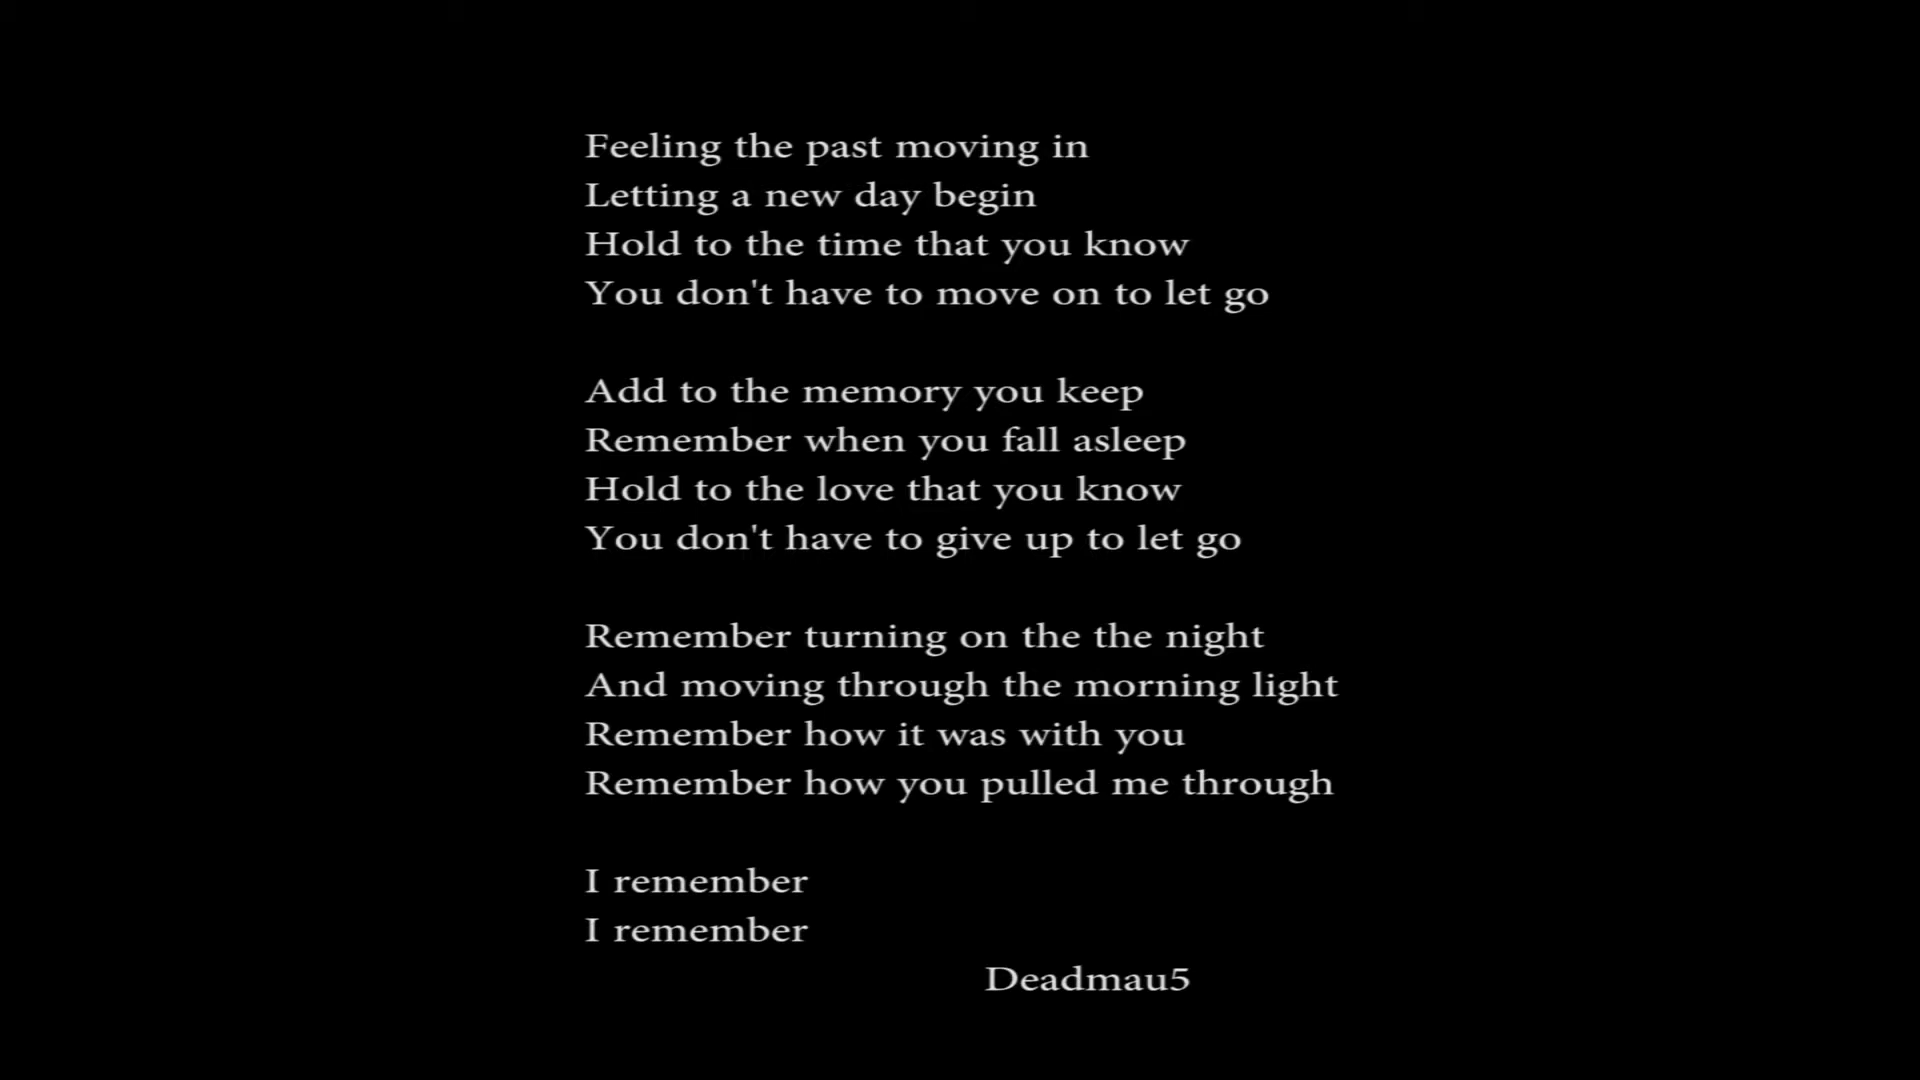 Feeling the past moving in
Letting a new day begin
Hold to the time that you know
You don't have to move on to let go
Add to the memory you keep
Remember when you fall asleep
Hold to the love that you know
You don't have to give up to let go
Remember turning on the the night
And moving through the morning light
Remember how it was with you
Remember how you pulled me through
I remember
I remember
Deadmau5